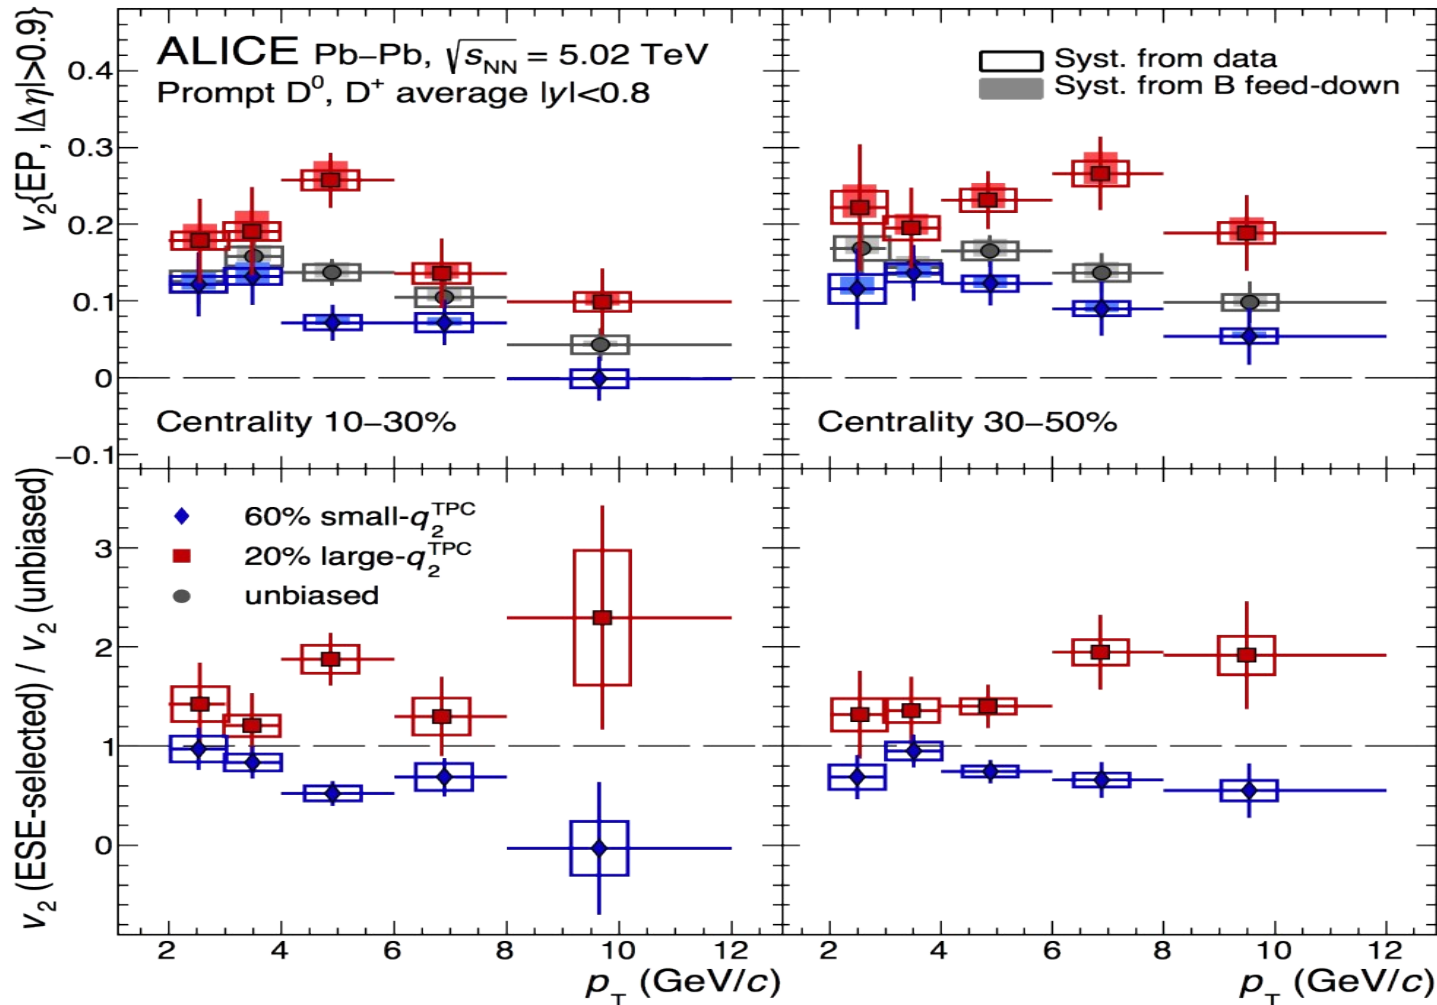 ALICE Pb–Pb, √sNN = 5.02 TeV
Prompt D⁰, D⁺ average |y|<0.8
Syst. from data
Syst. from B feed-down
v₂{EP, |Δη|>0.9}
0.4
0.3
0.2
0.1
0
−0.1
Centrality 10–30%
Centrality 30–50%
v₂ (ESE-selected) / v₂ (unbiased)
60% small-q₂ᵀᴾᶜ
20% large-q₂ᵀᴾᶜ
unbiased
3
2
1
0
2 4 6 8 10 12
2 4 6 8 10 12
p_T (GeV/c)
p_T (GeV/c)